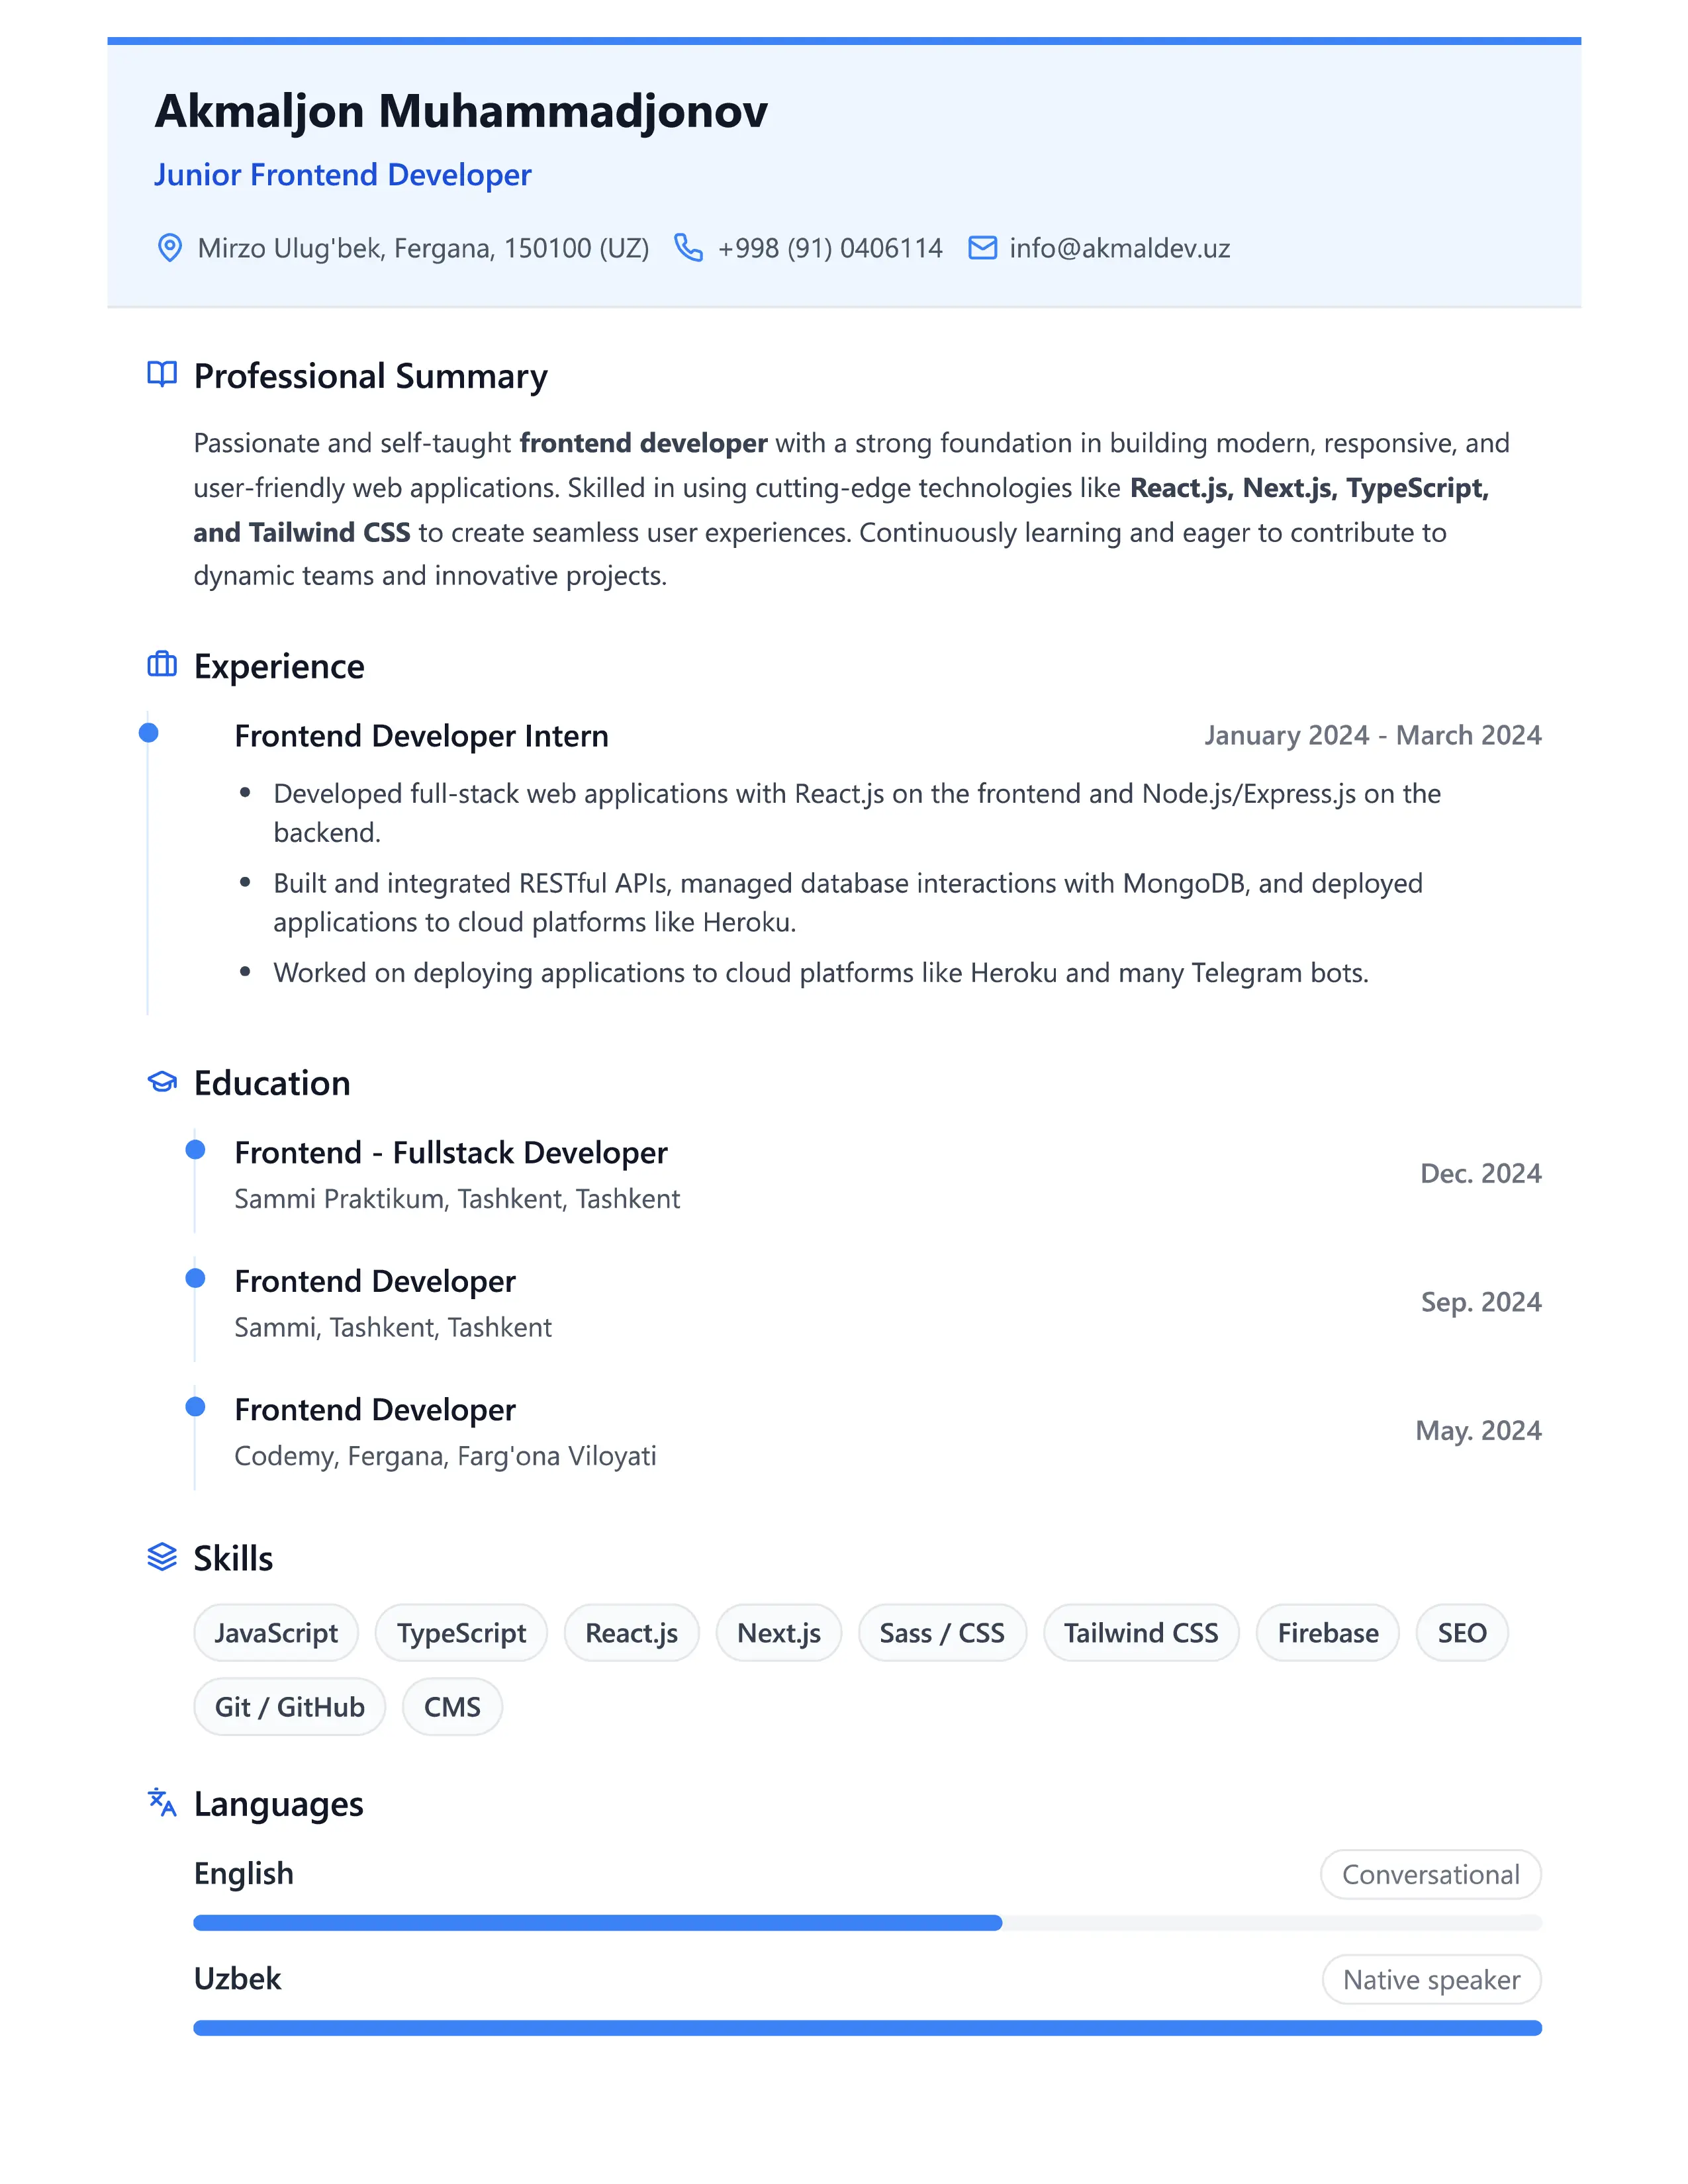 Akmaljon Muhammadjonov
Junior Frontend Developer
Mirzo Ulug'bek, Fergana, 150100 (UZ) +998 (91) 0406114 info@akmaldev.uz
Professional Summary
Passionate and self-taught frontend developer with a strong foundation in building modern, responsive, and
user-friendly web applications. Skilled in using cutting-edge technologies like React.js, Next.js, TypeScript,
and Tailwind CSS to create seamless user experiences. Continuously learning and eager to contribute to
dynamic teams and innovative projects.
Experience
Frontend Developer Intern January 2024 - March 2024
• Developed full-stack web applications with React.js on the frontend and Node.js/Express.js on the
backend.
• Built and integrated RESTful APIs, managed database interactions with MongoDB, and deployed
applications to cloud platforms like Heroku.
• Worked on deploying applications to cloud platforms like Heroku and many Telegram bots.
Education
Frontend - Fullstack Developer
Sammi Praktikum, Tashkent, Tashkent
Dec. 2024
Frontend Developer
Sammi, Tashkent, Tashkent
Sep. 2024
Frontend Developer
Codemy, Fergana, Farg'ona Viloyati
May. 2024
Skills
JavaScript TypeScript React.js Next.js Sass / CSS Tailwind CSS Firebase SEO
Git / GitHub CMS
Languages
English Conversational
Uzbek Native speaker